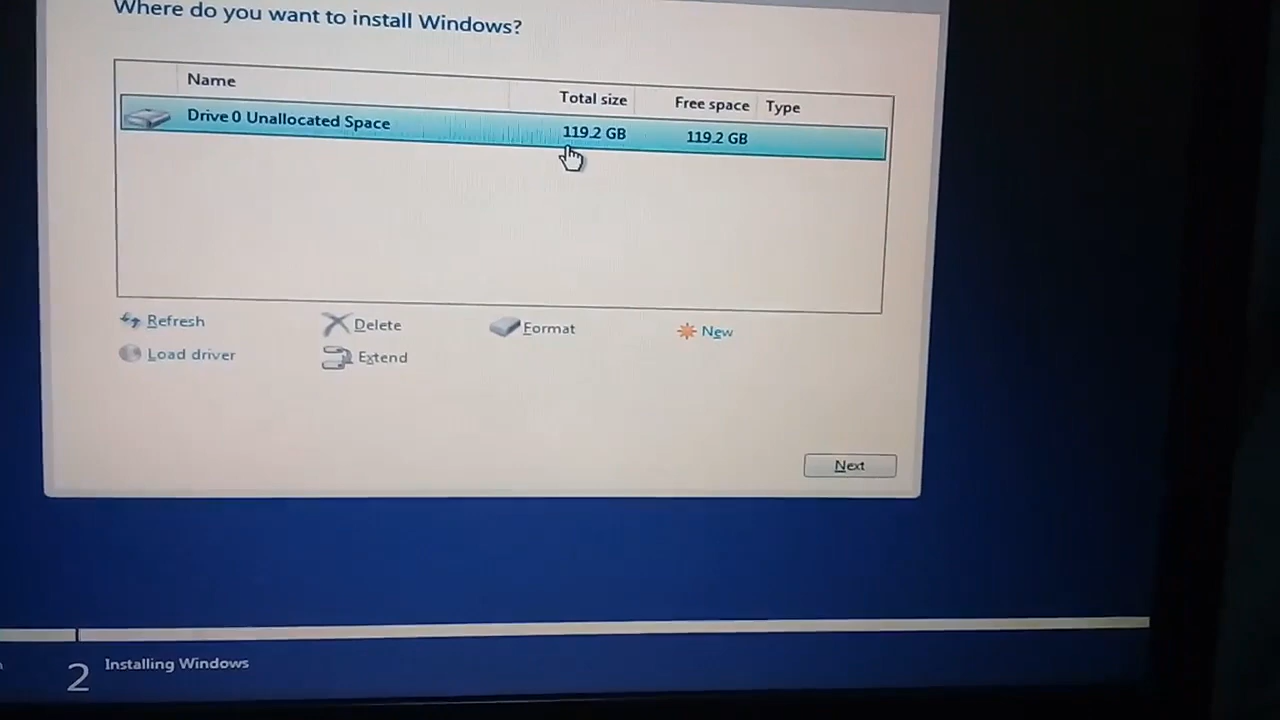 Where do you want to install Windows?
Name Total size Free space Type
Drive 0 Unallocated Space 119.2 GB 119.2 GB
Refresh Delete Format New
Load driver Extend
Next
2 Installing Windows